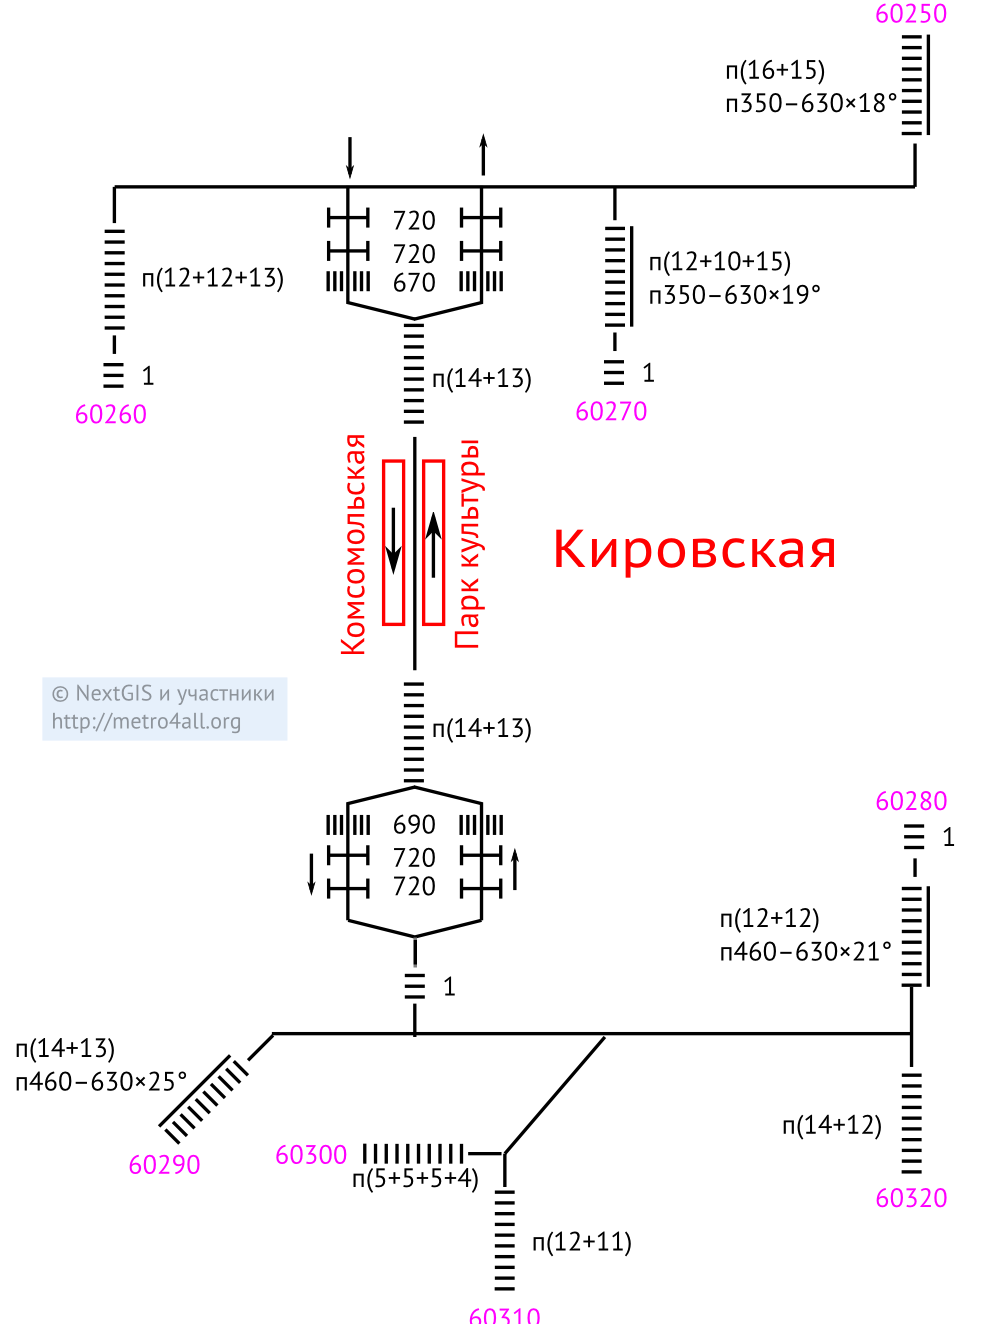 60250
п(16+15)
п350–630×18°
720
720
670
п(12+12+13)
1
60260
п(12+10+15)
п350–630×19°
1
60270
п(14+13)
Комсомольская
Парк культуры
Кировская
© NextGIS и участники
http://metro4all.org
п(14+13)
690
720
720
1
60280
1
п(12+12)
п460–630×21°
п(14+13)
п460–630×25°
60290
60300
п(5+5+5+4)
п(14+12)
60320
п(12+11)
60310